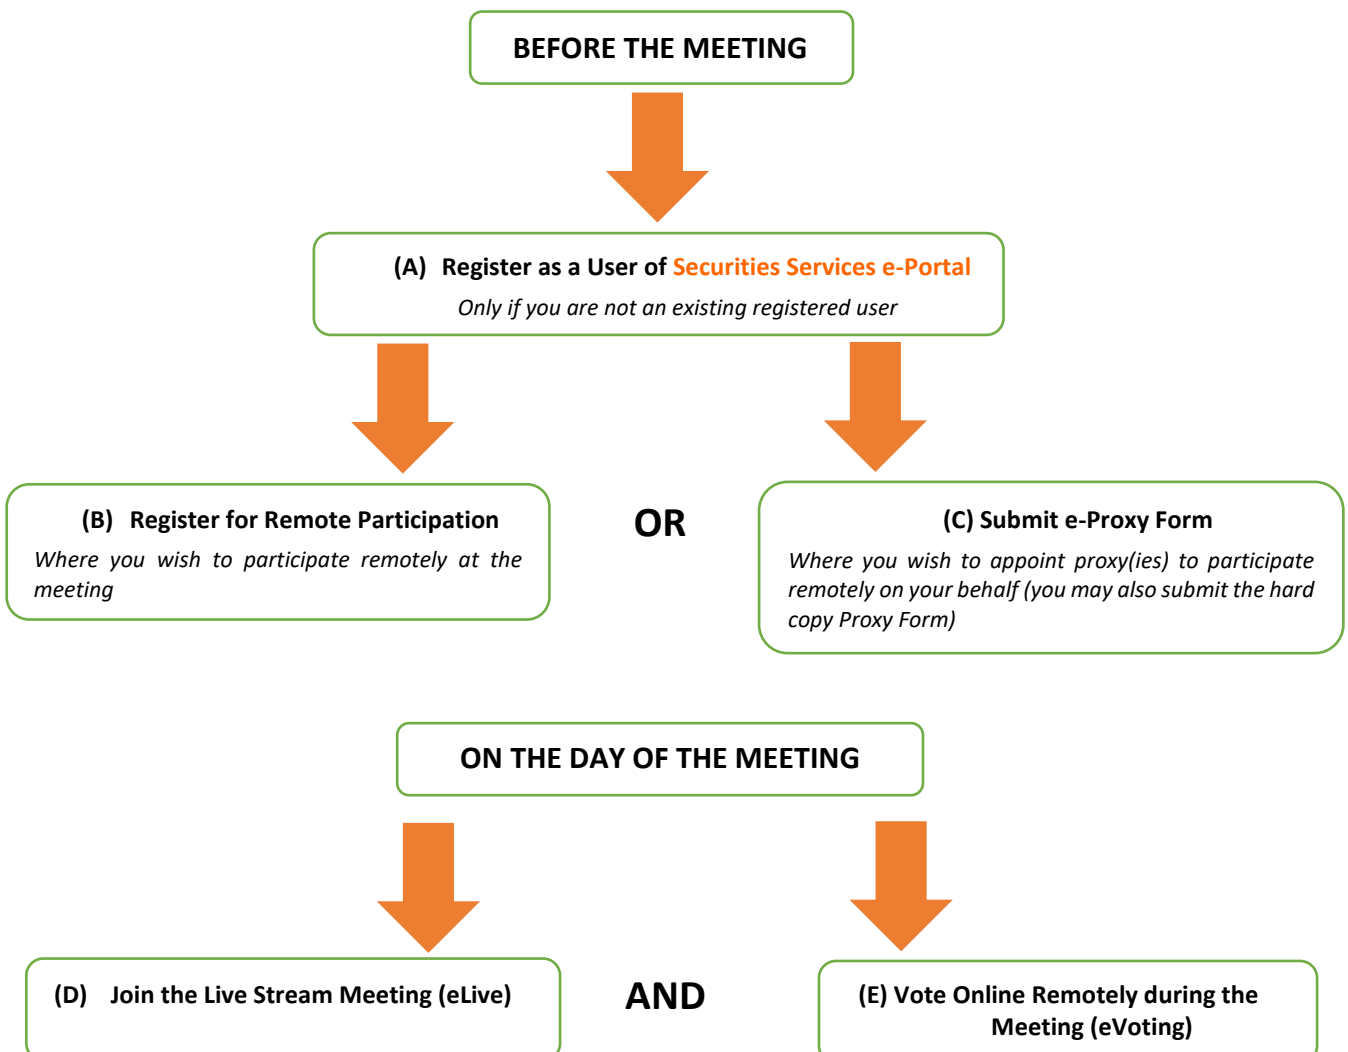 BEFORE THE MEETING
(A) Register as a User of Securities Services e-Portal
Only if you are not an existing registered user
(B) Register for Remote Participation
Where you wish to participate remotely at the
meeting
OR
(C) Submit e-Proxy Form
Where you wish to appoint proxy(ies) to participate
remotely on your behalf (you may also submit the hard
copy Proxy Form)
ON THE DAY OF THE MEETING
(D) Join the Live Stream Meeting (eLive)
AND
(E) Vote Online Remotely during the
Meeting (eVoting)